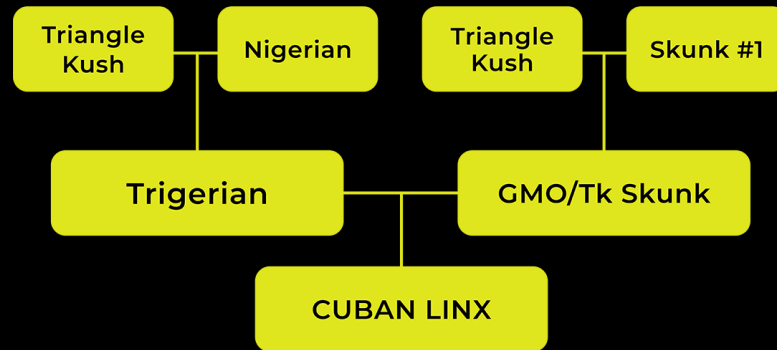 Triangle
Kush
Nigerian
Triangle
Kush
Skunk #1
Trigerian
GMO/Tk Skunk
CUBAN LINX